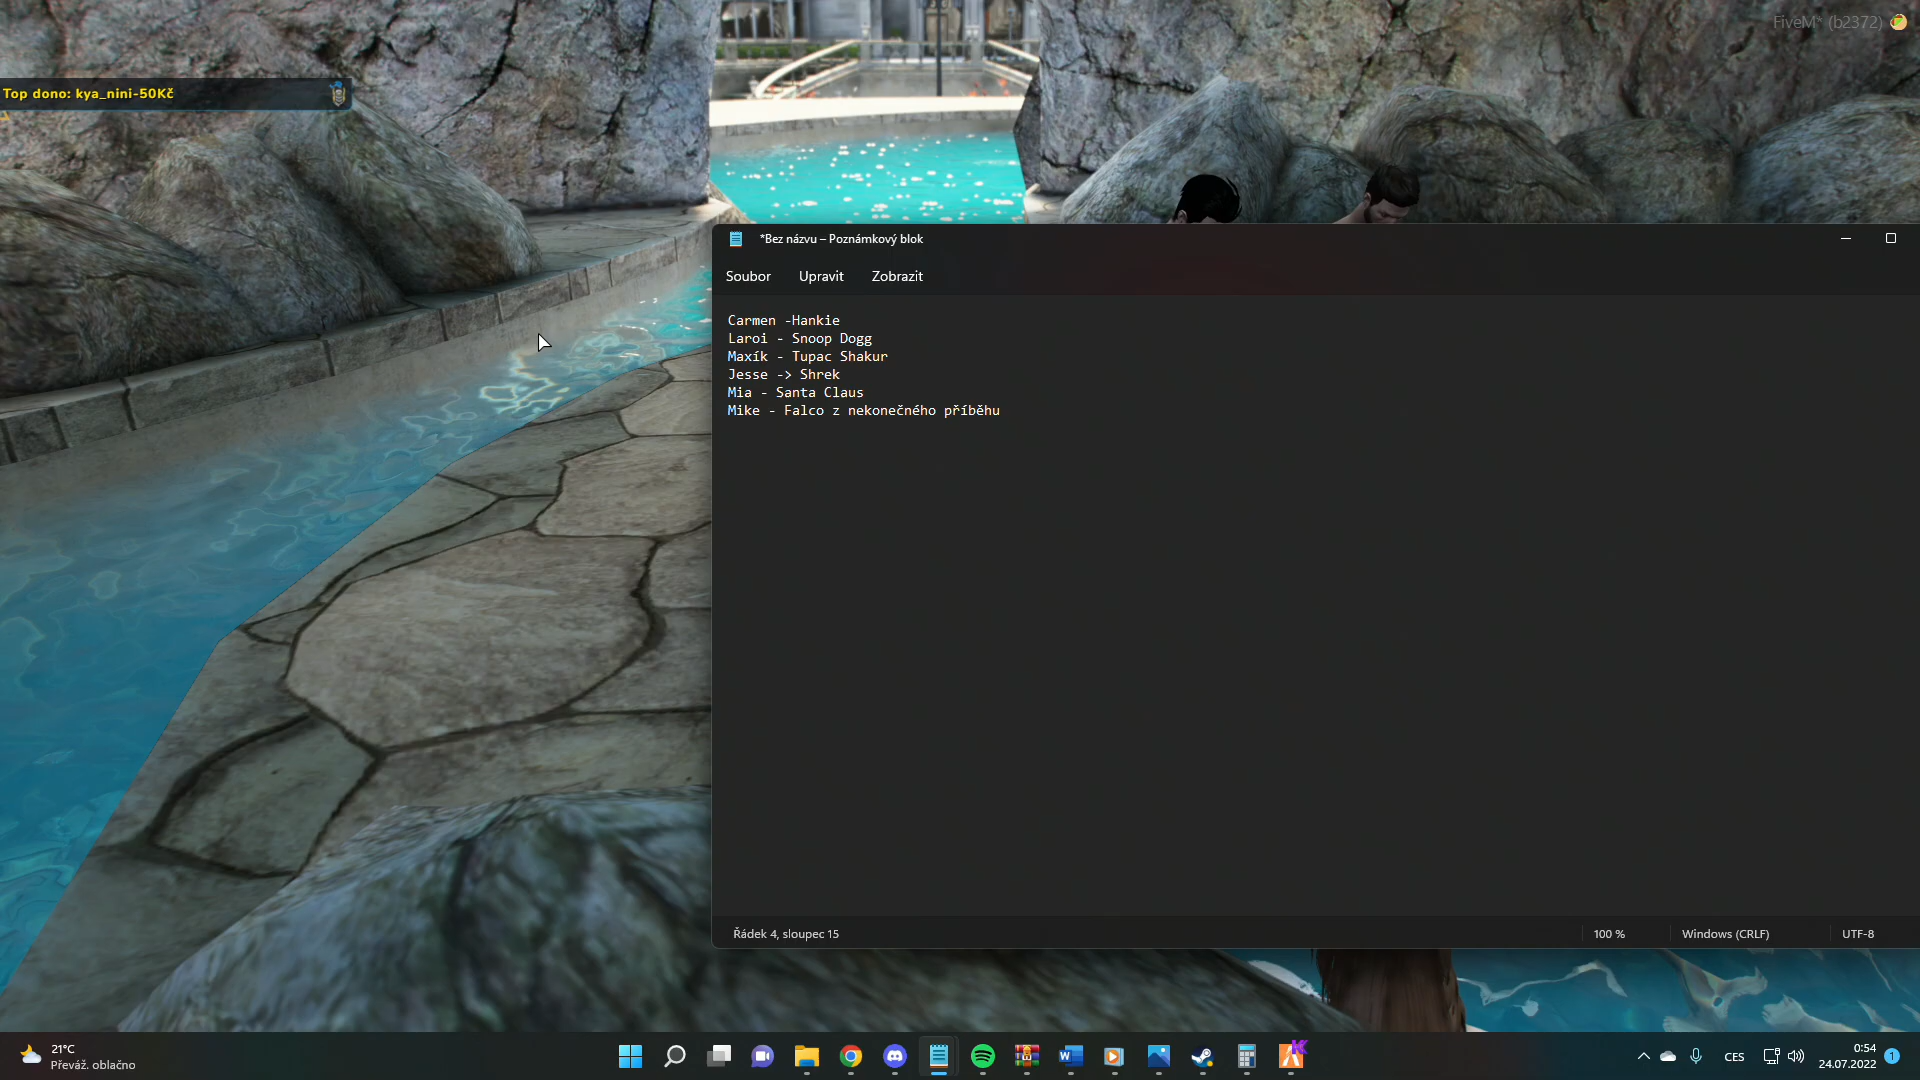 FiveM* (b2372)
Top dono: kya_nini-50Kč
*Bez názvu – Poznámkový blok
Soubor Upravit Zobrazit
Carmen -Hankie
Laroi - Snoop Dogg
Maxík - Tupac Shakur
Jesse -> Shrek
Mia - Santa Claus
Mike - Falco z nekonečného příběhu
Řádek 4, sloupec 15 100 % Windows (CRLF) UTF-8
21°C
Převáž. oblačno
CES
0:54
24.07.2022
1